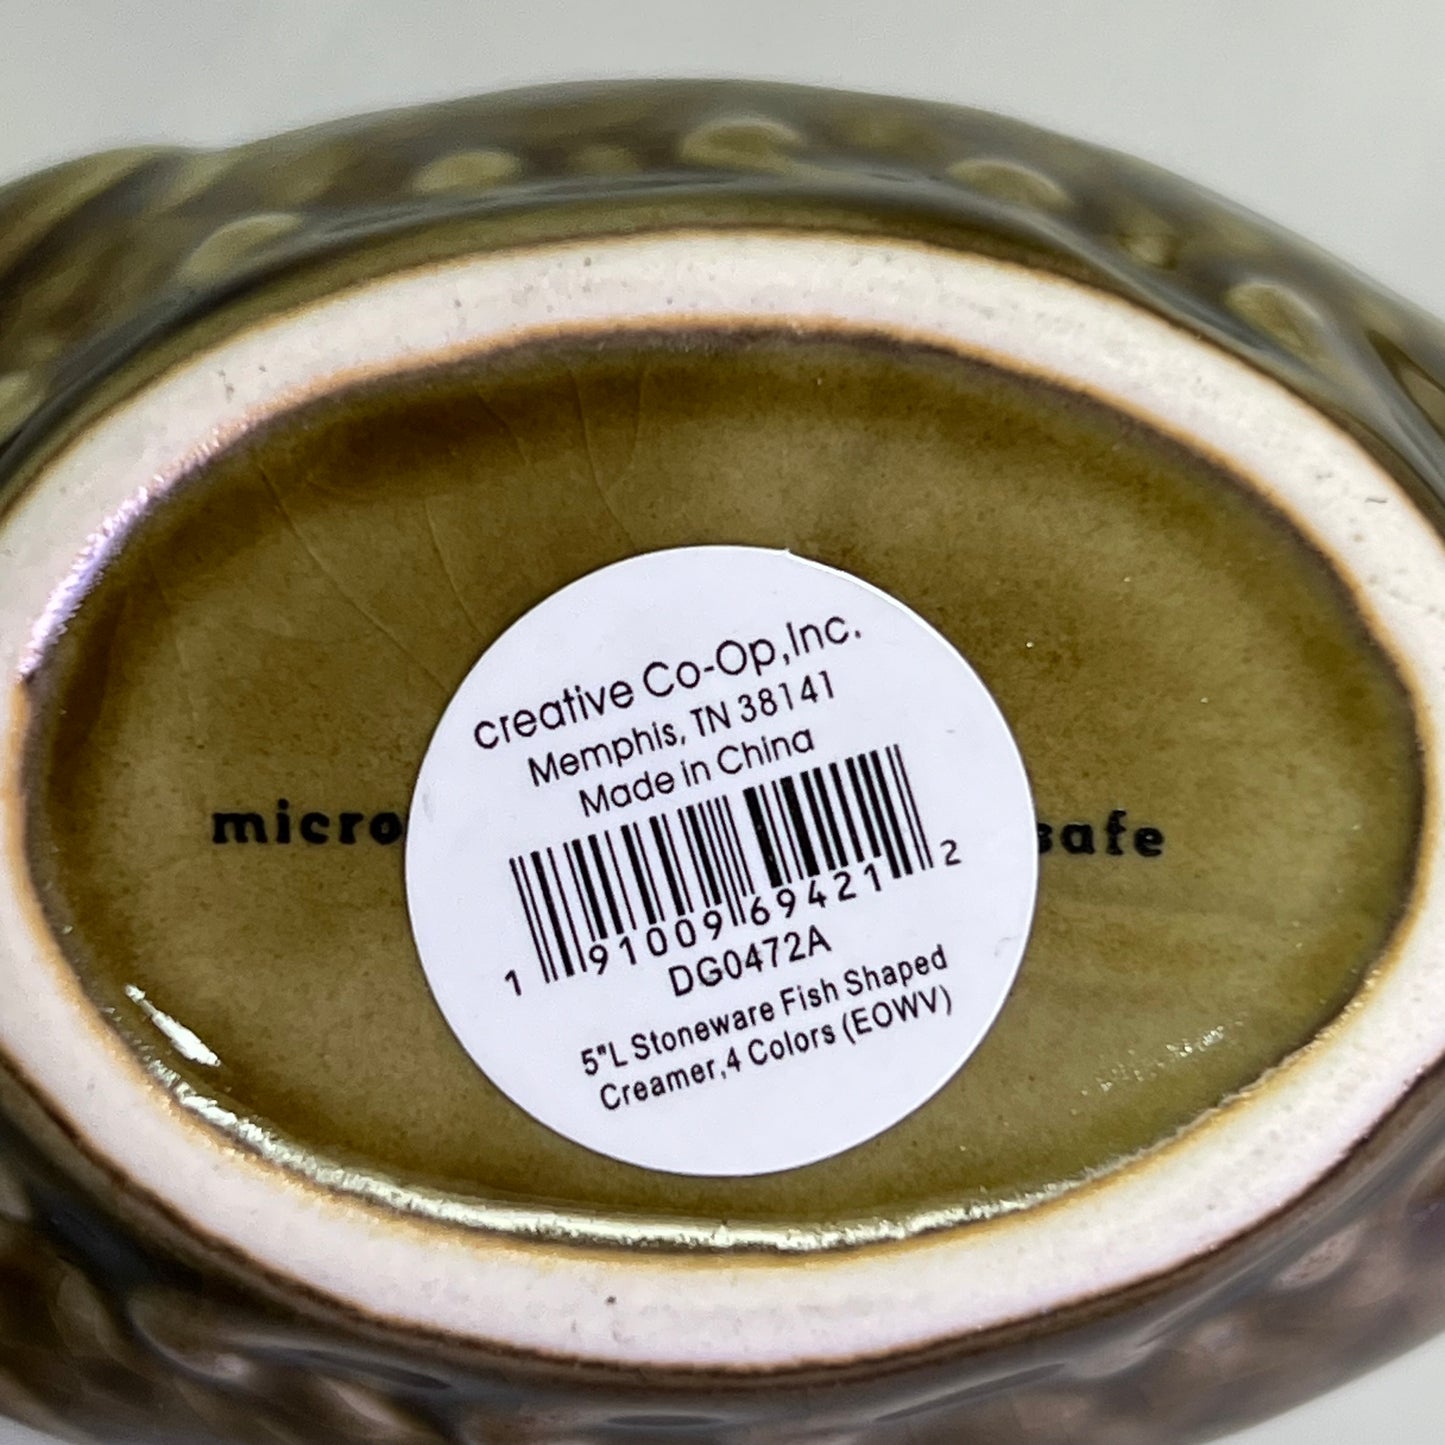 creative Co-Op,Inc.
Memphis, TN 38141
Made in China
micro safe
1 91009 69421 2
DG0472A
5"L Stoneware Fish Shaped
Creamer,4 Colors (EOWV)